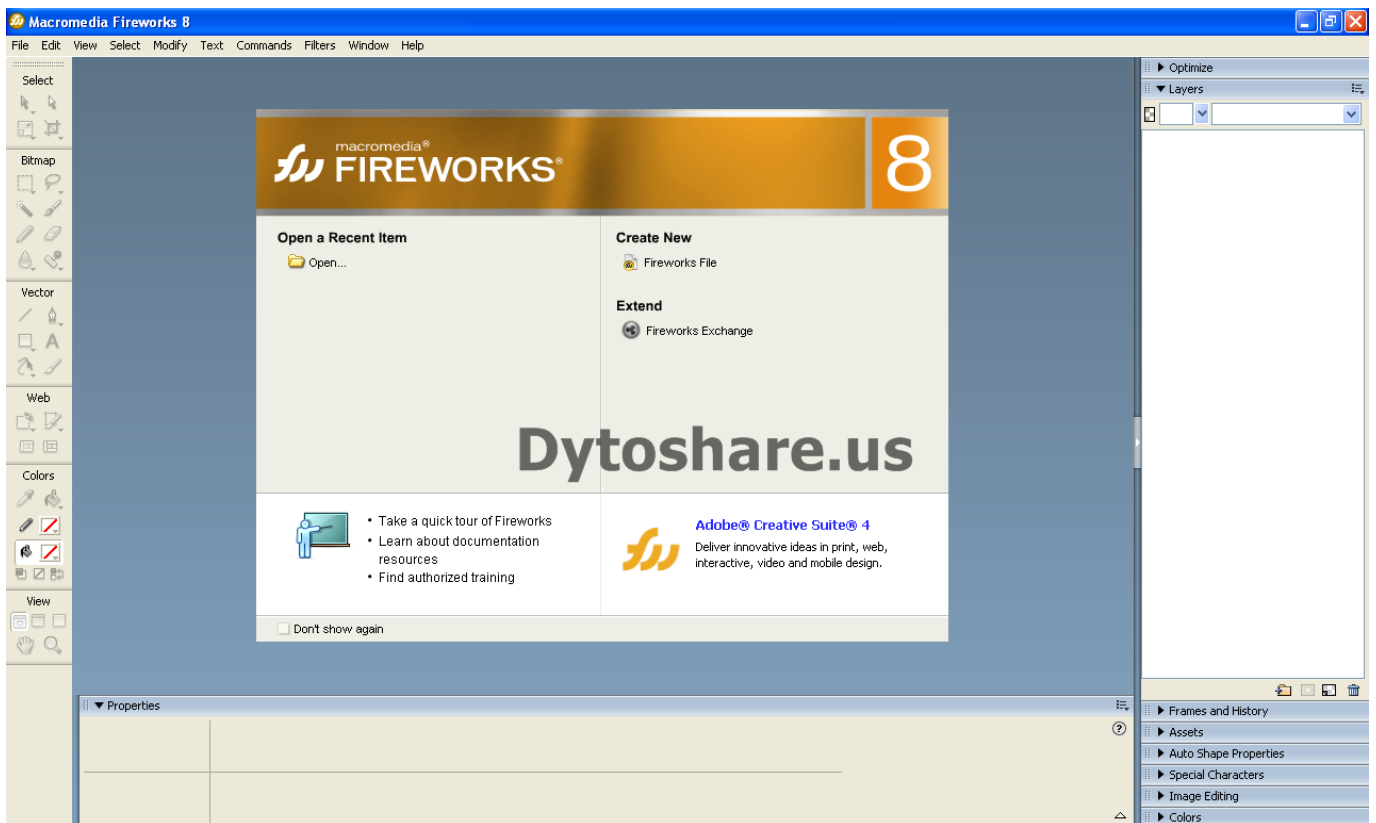 Macromedia Fireworks 8
File Edit View Select Modify Text Commands Filters Window Help
Select
Bitmap
Vector
A
Web
Colors
View
macromedia®
FIREWORKS®
8
Open a Recent Item
Open...
Create New
Fireworks File
Extend
Fireworks Exchange
Dytoshare.us
• Take a quick tour of Fireworks
• Learn about documentation
resources
• Find authorized training
Adobe® Creative Suite® 4
Deliver innovative ideas in print, web,
interactive, video and mobile design.
Don't show again
Properties
?
Optimize
Layers
Frames and History
Assets
Auto Shape Properties
Special Characters
Image Editing
Colors